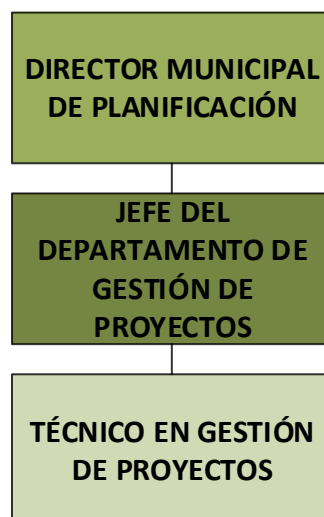 DIRECTOR MUNICIPAL
DE PLANIFICACIÓN
JEFE DEL
DEPARTAMENTO DE
GESTIÓN DE
PROYECTOS
TÉCNICO EN GESTIÓN
DE PROYECTOS